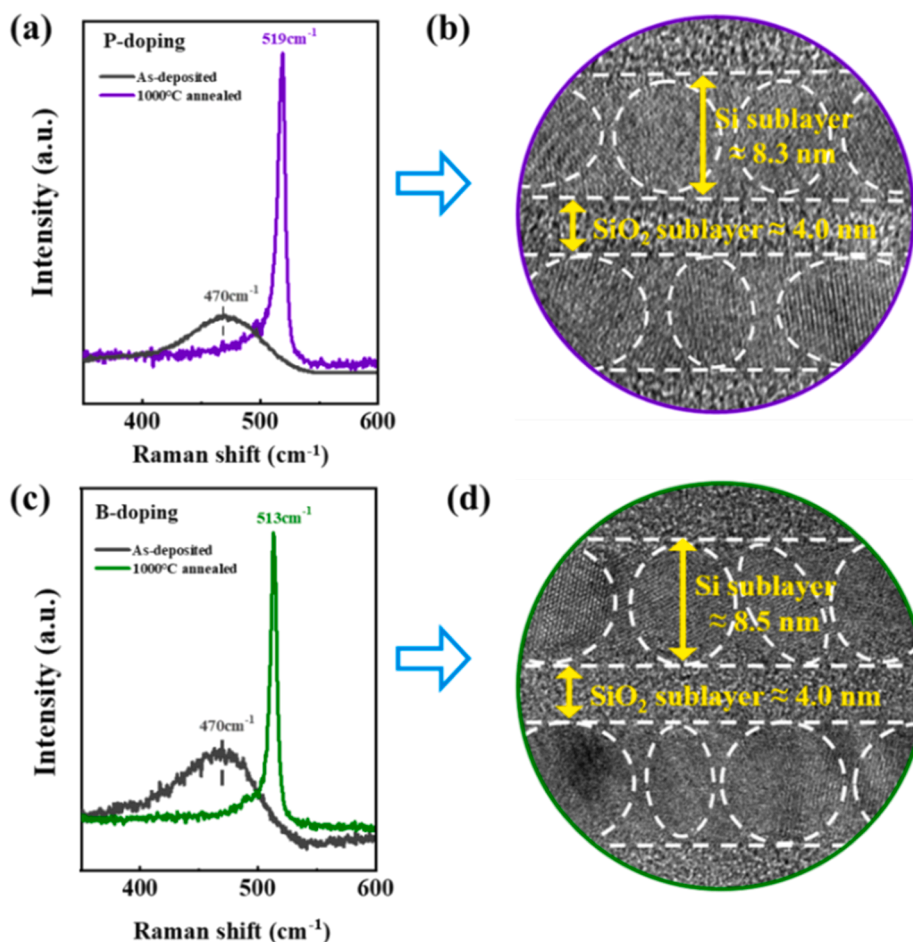 (a)
P-doping
As-deposited
1000°C annealed
519cm⁻¹
470cm⁻¹
Intensity (a.u.)
400
500
600
Raman shift (cm⁻¹)
(b)
Si sublayer
≈ 8.3 nm
SiO₂ sublayer ≈ 4.0 nm
(c)
B-doping
As-deposited
1000°C annealed
513cm⁻¹
470cm⁻¹
Intensity (a.u.)
400
500
600
Raman shift (cm⁻¹)
(d)
Si sublayer
≈ 8.5 nm
SiO₂ sublayer ≈ 4.0 nm